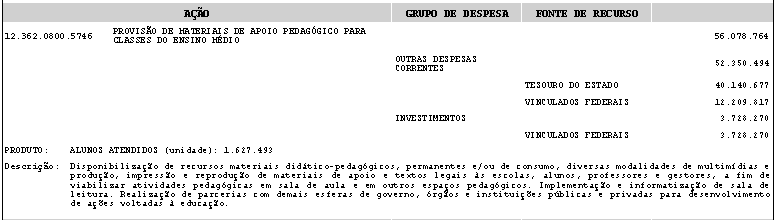 AÇÃO GRUPO DE DESPESA FONTE DE RECURSO
12.362.0800.5746 PROVISÃO DE MATERIAIS DE APOIO PEDAGÓGICO PARA CLASSES DO ENSINO MÉDIO 56.078.764
OUTRAS DESPESAS CORRENTES 52.350.494
TESOURO DO ESTADO 40.140.677
VINCULADOS FEDERAIS 12.209.817
INVESTIMENTOS 3.728.270
VINCULADOS FEDERAIS 3.728.270
PRODUTO: ALUNOS ATENDIDOS (unidade): 1.627.493
Descrição: Disponibilização de recursos materiais didático-pedagógicos, permanentes e/ou de consumo, diversas modalidades de multimídias e
produção, impressão e reprodução de materiais de apoio e textos legais às escolas, alunos, professores e gestores, a fim de
viabilizar atividades pedagógicas em sala de aula e em outros espaços pedagógicos. Implementação e informatização de sala de
leitura. Realização de parcerias com demais esferas de governo, órgãos e instituições públicas e privadas para desenvolvimento
de ações voltadas à educação.